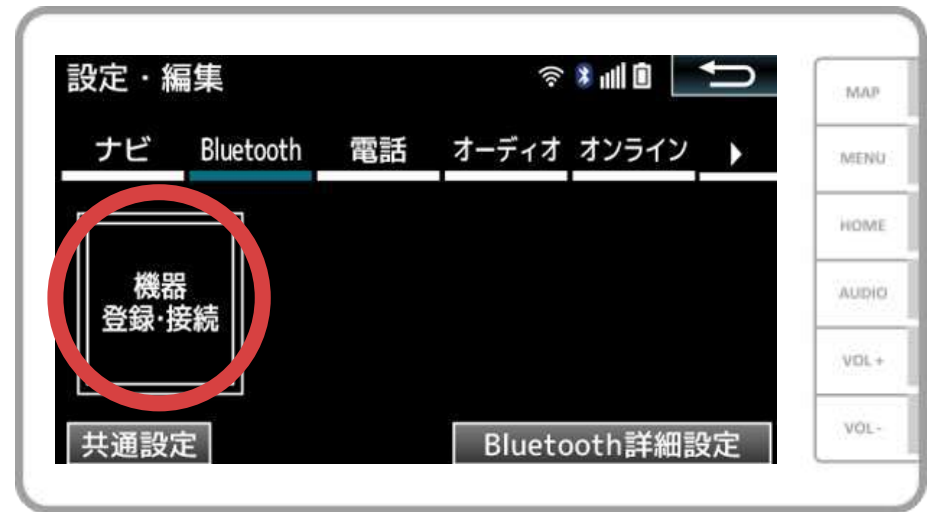 設定・編集
ナビ Bluetooth 電話 オーディオ オンライン
機器
登録・接続
共通設定 Bluetooth詳細設定
MAP
MENU
HOME
AUDIO
VOL +
VOL -